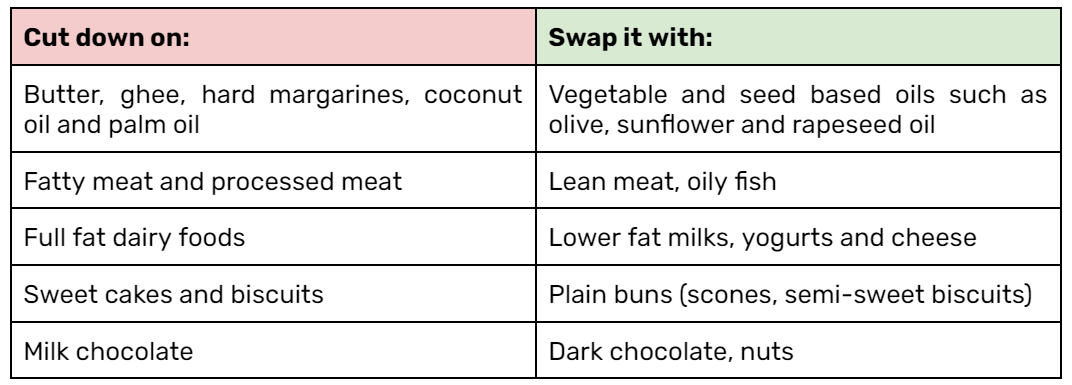 Cut down on:
Swap it with:
Butter, ghee, hard margarines, coconut
oil and palm oil
Vegetable and seed based oils such as
olive, sunflower and rapeseed oil
Fatty meat and processed meat
Lean meat, oily fish
Full fat dairy foods
Lower fat milks, yogurts and cheese
Sweet cakes and biscuits
Plain buns (scones, semi-sweet biscuits)
Milk chocolate
Dark chocolate, nuts